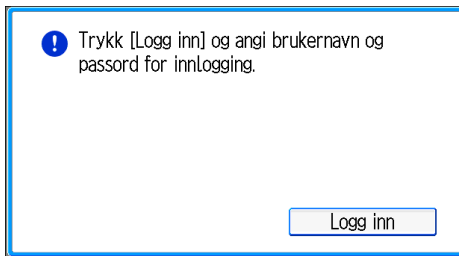 Trykk [Logg inn] og angi brukernavn og
passord for innlogging.
Logg inn